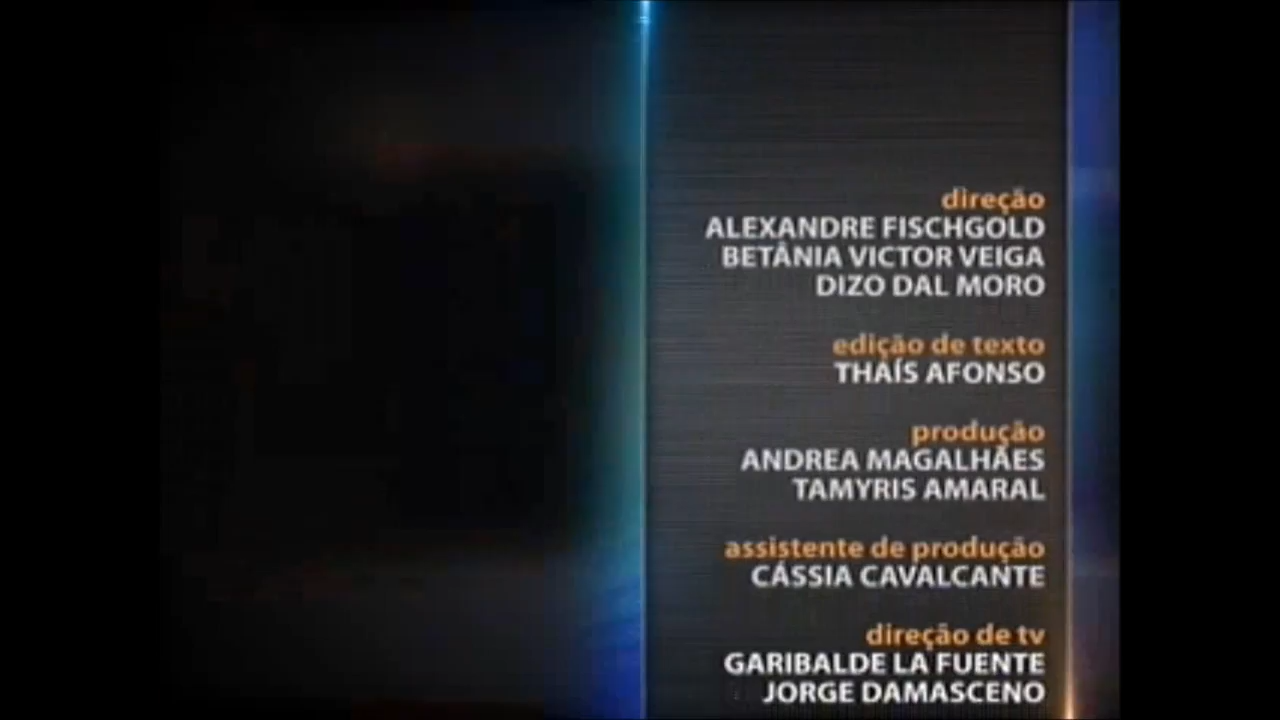 direção
ALEXANDRE FISCHGOLD
BETÂNIA VICTOR VEIGA
DIZO DAL MORO
edição de texto
THAÍS AFONSO
produção
ANDREA MAGALHÃES
TAMYRIS AMARAL
assistente de produção
CÁSSIA CAVALCANTE
direção de tv
GARIBALDE LA FUENTE
JORGE DAMASCENO